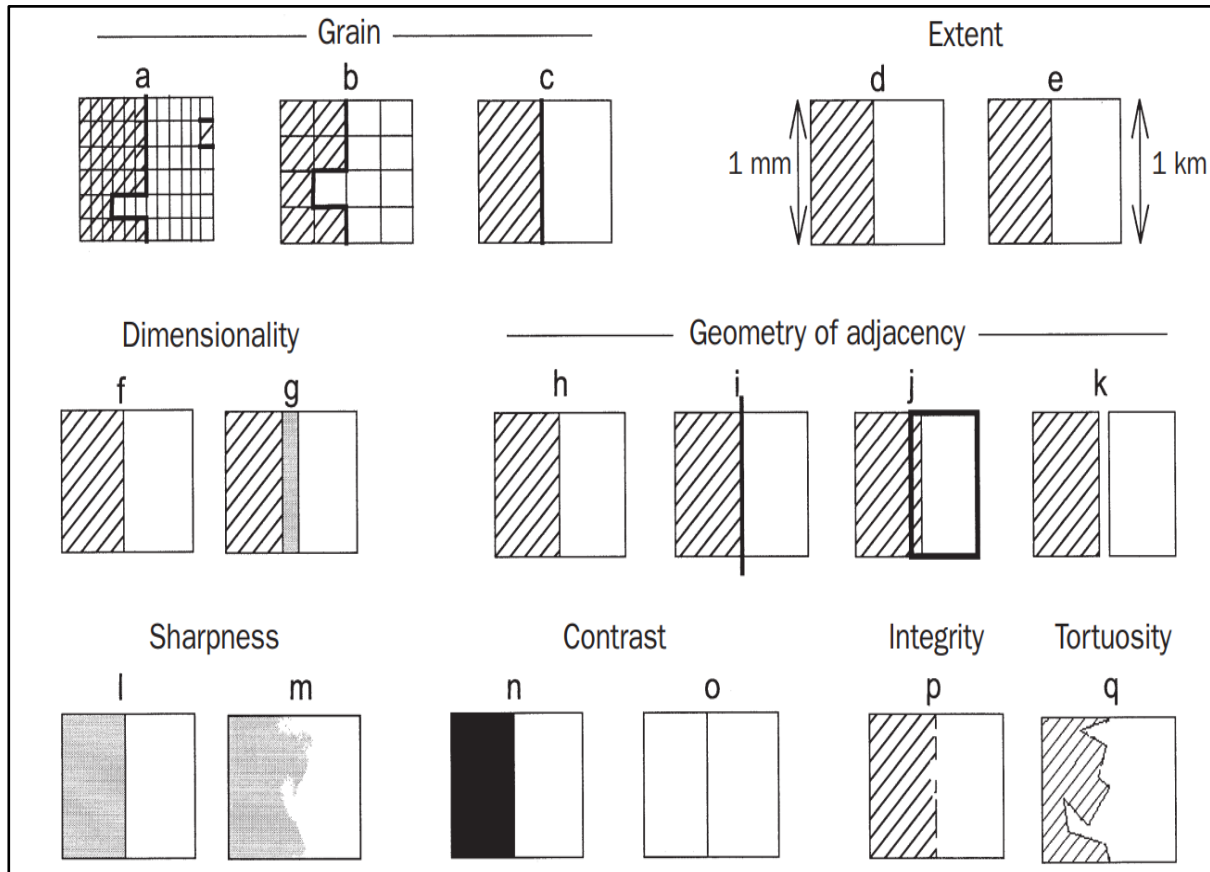 Grain
Extent
a b c d e
1 mm
1 km
Dimensionality
Geometry of adjacency
f g h i j k
Sharpness Contrast Integrity Tortuosity
l m n o p q